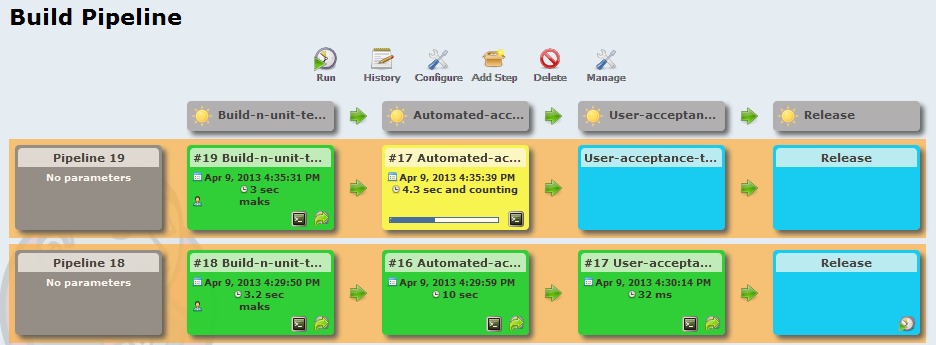 Build Pipeline
Run History Configure Add Step Delete Manage
Build-n-unit-te... Automated-acc... User-acceptan... Release
Pipeline 19 #19 Build-n-unit-t... #17 Automated-ac... User-acceptance-t... Release
No parameters Apr 9, 2013 4:35:31 PM Apr 9, 2013 4:35:39 PM
3 sec 4.3 sec and counting
maks
Pipeline 18 #18 Build-n-unit-t... #16 Automated-ac... #17 User-accepta... Release
No parameters Apr 9, 2013 4:29:50 PM Apr 9, 2013 4:29:59 PM Apr 9, 2013 4:30:14 PM
3.2 sec 10 sec 32 ms
maks